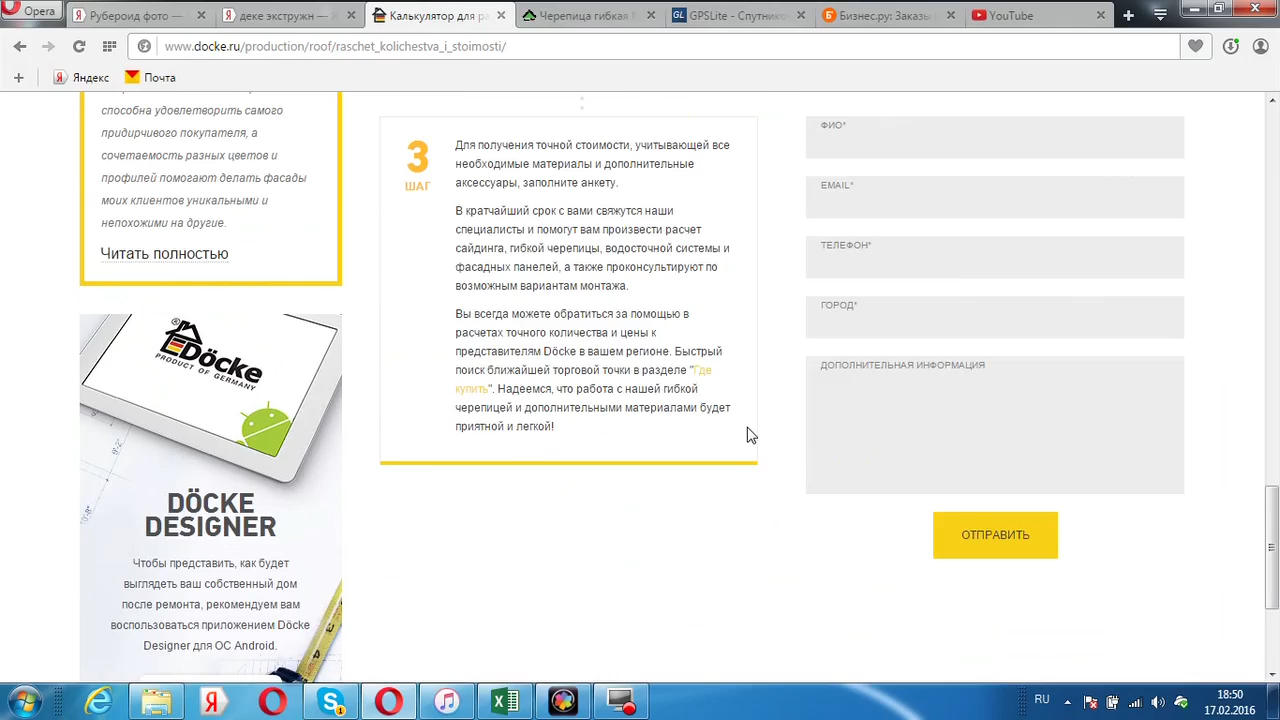 Opera
Рубероид фото —
деке экстружн — Я
Калькулятор для ра
Черепица гибкая
GPSLite - Спутников
Бизнес.ру: Заказы
YouTube
www.docke.ru/production/roof/raschet_kolichestva_i_stoimosti/
Яндекс
Почта
способна удовлетворить самого
придирчивого покупателя, а
сочетаемость разных цветов и
профилей помогают делать фасады
моих клиентов уникальными и
непохожими на другие.
Читать полностью
Döcke
PRODUCT OF GERMANY
DÖCKE
DESIGNER
Чтобы представить, как будет
выглядеть ваш собственный дом
после ремонта, рекомендуем вам
воспользоваться приложением Döcke
Designer для ОС Android.
3
ШАГ
Для получения точной стоимости, учитывающей все
необходимые материалы и дополнительные
аксессуары, заполните анкету.
В кратчайший срок с вами свяжутся наши
специалисты и помогут вам произвести расчет
сайдинга, гибкой черепицы, водосточной системы и
фасадных панелей, а также проконсультируют по
возможным вариантам монтажа.
Вы всегда можете обратиться за помощью в
расчетах точного количества и цены к
представителям Döcke в вашем регионе. Быстрый
поиск ближайшей торговой точки в разделе "Где
купить". Надеемся, что работа с нашей гибкой
черепицей и дополнительными материалами будет
приятной и легкой!
ФИО*
EMAIL*
ТЕЛЕФОН*
ГОРОД*
ДОПОЛНИТЕЛЬНАЯ ИНФОРМАЦИЯ
ОТПРАВИТЬ
RU
18:50
17.02.2016